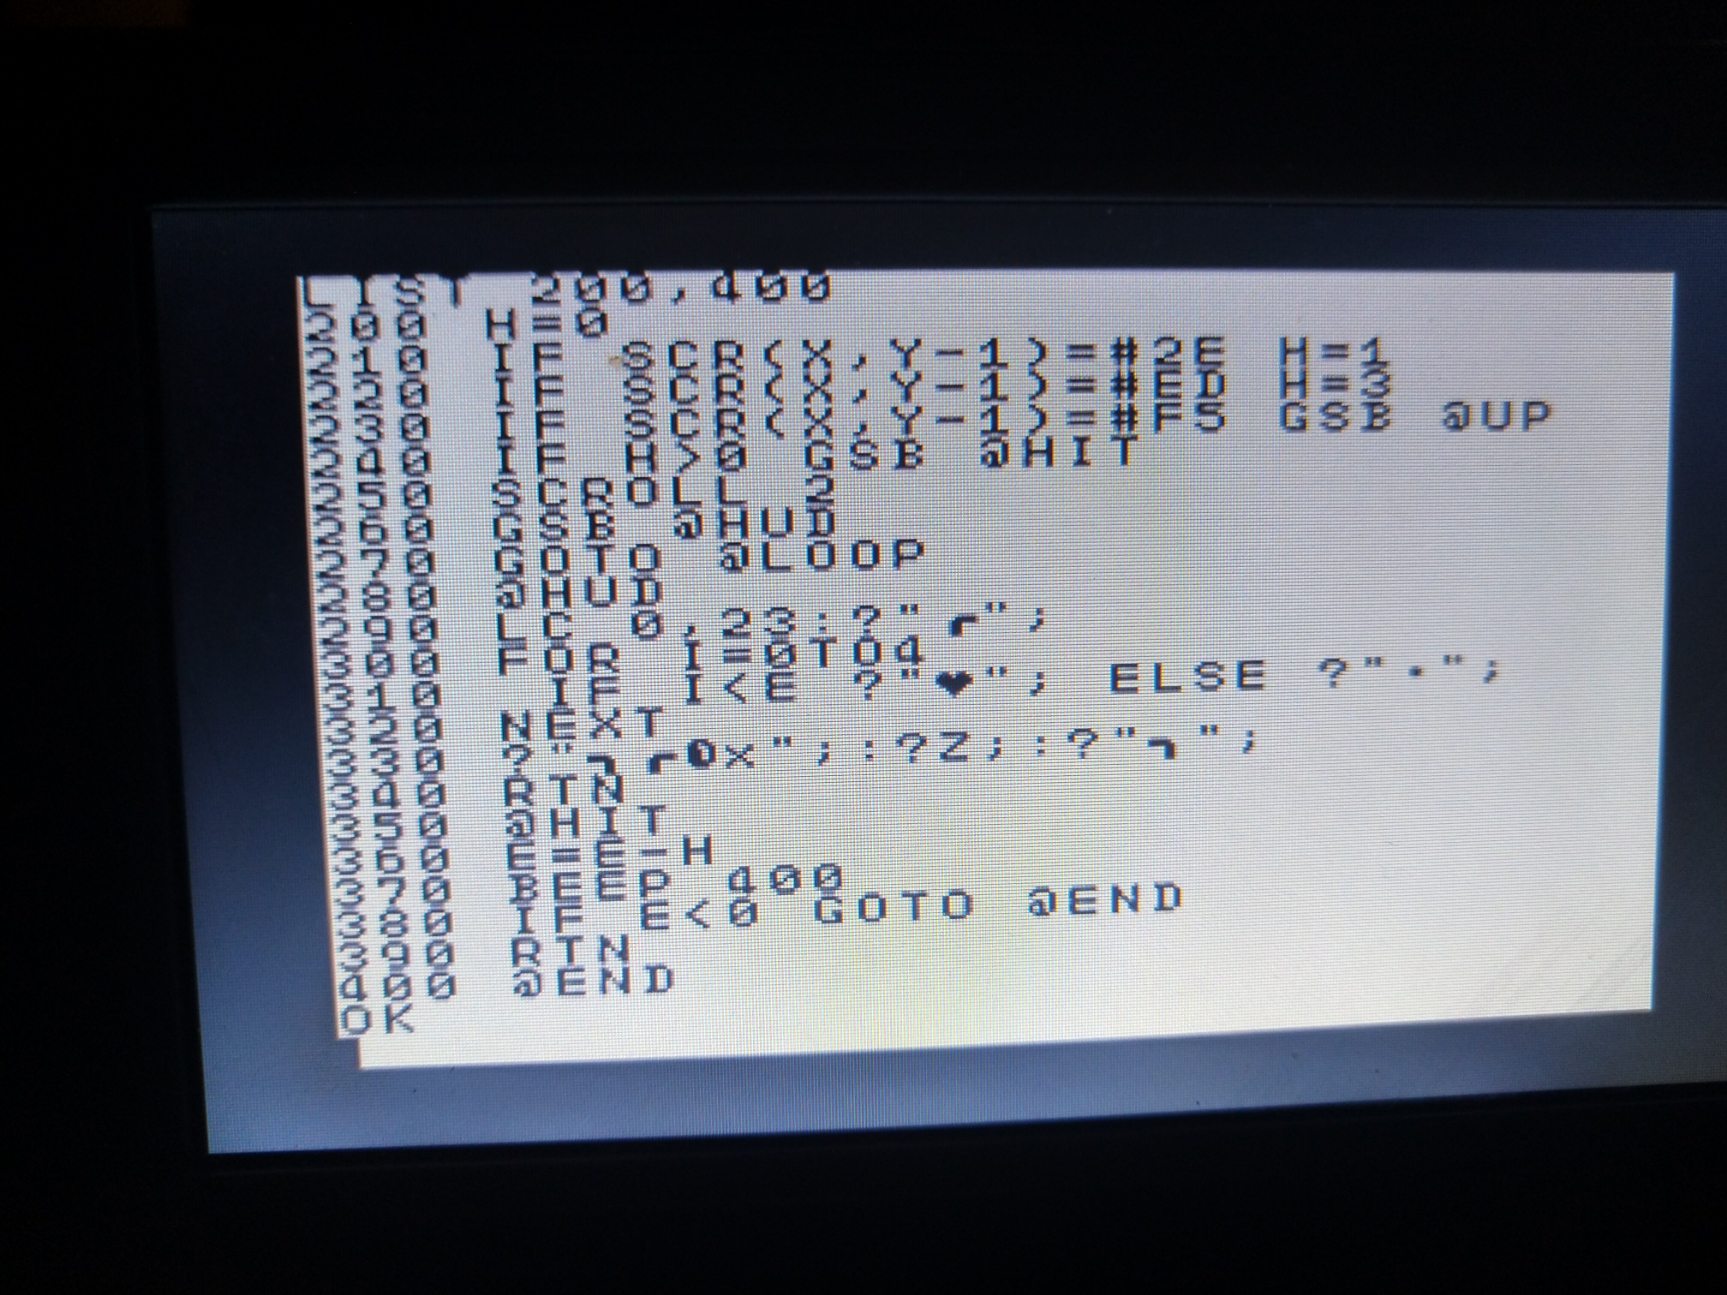 LIST 200,400
200 H=0
210 IF SCR(X,Y-1)=#2E H=1
220 IF SCR(X,Y-1)=#ED H=3
230 IF SCR(X,Y-1)=#F5 GSB @UP
240 IF H>0 GSB @HIT
250 SCROLL 2
260 GSB @HUD
270 GOTO @LOOP
280 @HUD
290 LC 0,23:?"┌";
300 FOR I=0TO4
310 IF I<E ?"♥"; ELSE ?"・";
320 NEXT
330 ?"┐┌●x";:?Z;:?"┐";
340 RTN
350 @HIT
360 E=E-H
370 BEEP 400
380 IF E<0 GOTO @END
390 RTN
400 @END
OK